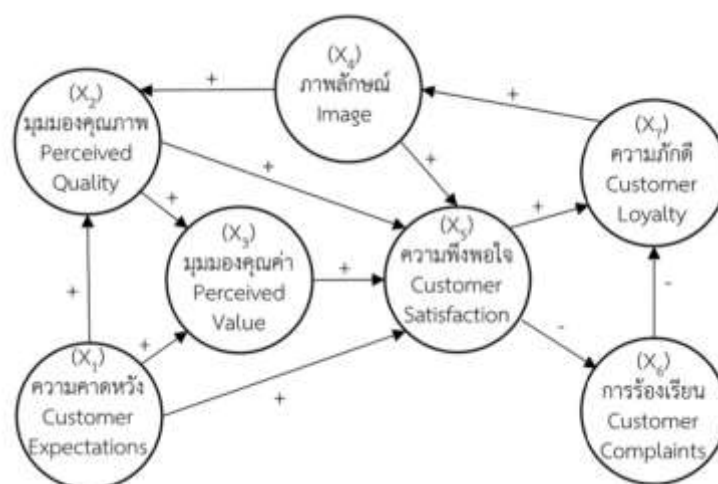 (X₄)
ภาพลักษณ์
Image
+
+
+
(X₂)
มุมมองคุณภาพ
Perceived
Quality
+
+
(X₇)
ความภักดี
Customer
Loyalty
+
(X₃)
มุมมองคุณค่า
Perceived
Value
+
(X₅)
ความพึงพอใจ
Customer
Satisfaction
+
-
-
(X₁)
ความคาดหวัง
Customer
Expectations
+
+
(X₆)
การร้องเรียน
Customer
Complaints